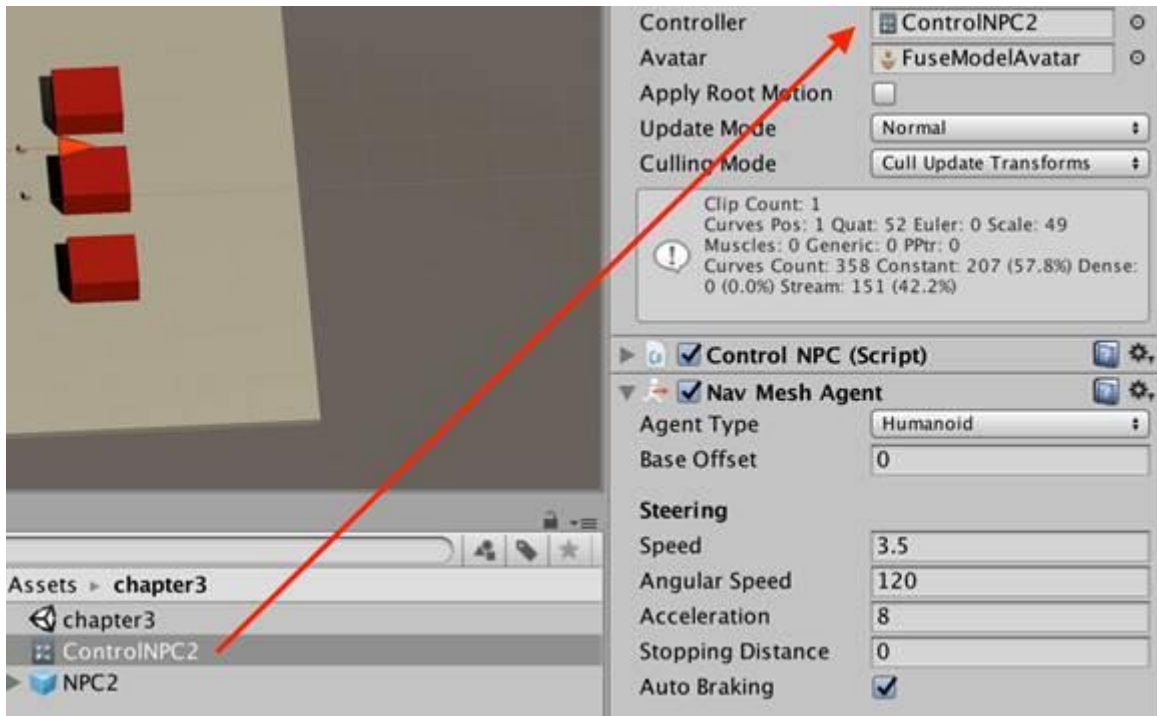 Controller ControlNPC2
Avatar FuseModelAvatar
Apply Root Motion
Update Mode Normal
Culling Mode Cull Update Transforms
Clip Count: 1
Curves Pos: 1 Quat: 52 Euler: 0 Scale: 49
Muscles: 0 Generic: 0 PPtr: 0
Curves Count: 358 Constant: 207 (57.8%) Dense:
0 (0.0%) Stream: 151 (42.2%)
Control NPC (Script)
Nav Mesh Agent
Agent Type Humanoid
Base Offset 0
Steering
Speed 3.5
Angular Speed 120
Acceleration 8
Stopping Distance 0
Auto Braking
Assets ▸ chapter3
chapter3
ControlNPC2
NPC2